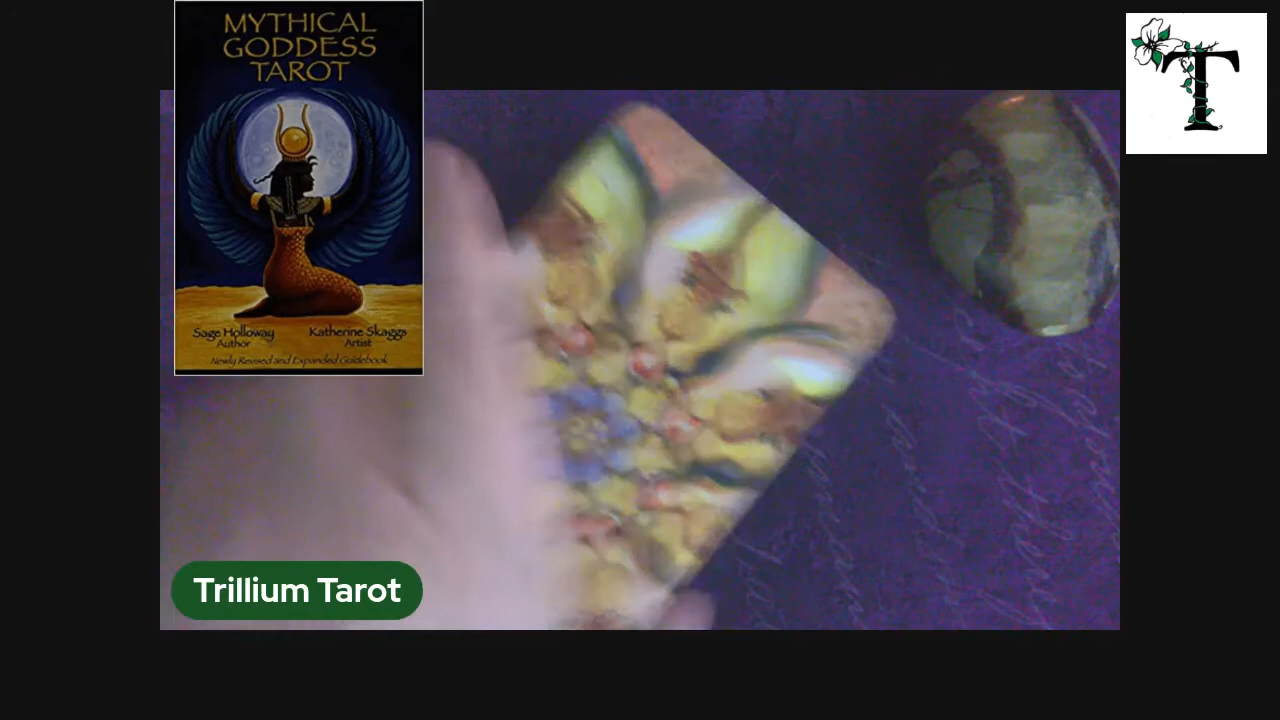 MYTHICAL
GODDESS
TAROT
Sage Holloway
Author
Katherine Skaggs
Artist
Newly Revised and Expanded Guidebook
T
Trillium Tarot